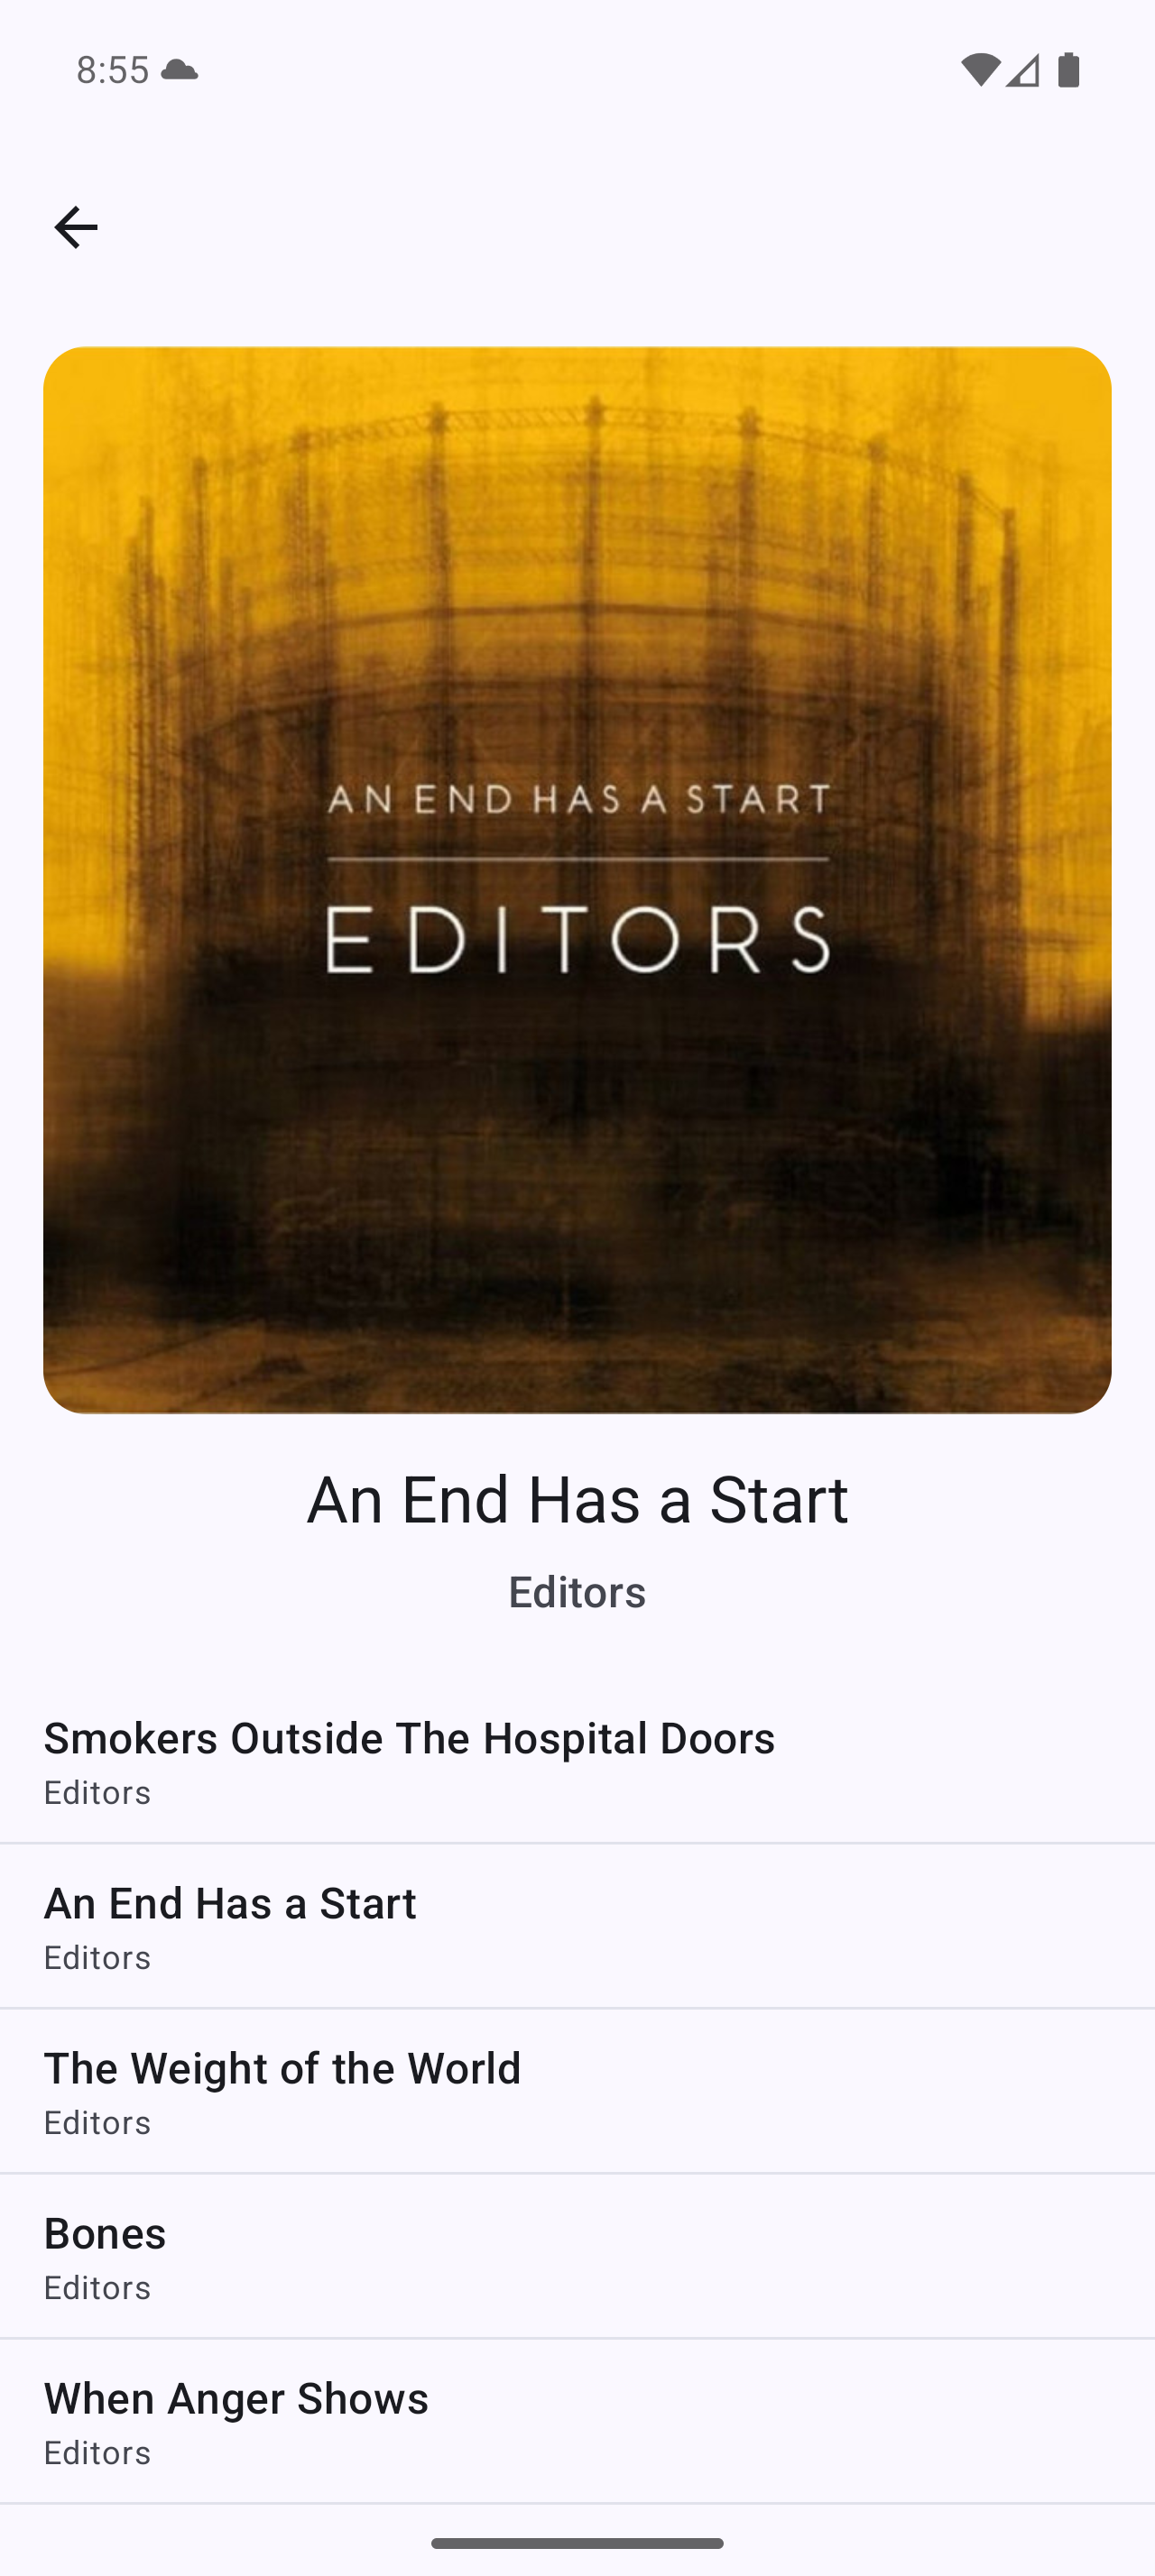 8:55
AN END HAS A START
EDITORS
An End Has a Start
Editors
Smokers Outside The Hospital Doors
Editors
An End Has a Start
Editors
The Weight of the World
Editors
Bones
Editors
When Anger Shows
Editors